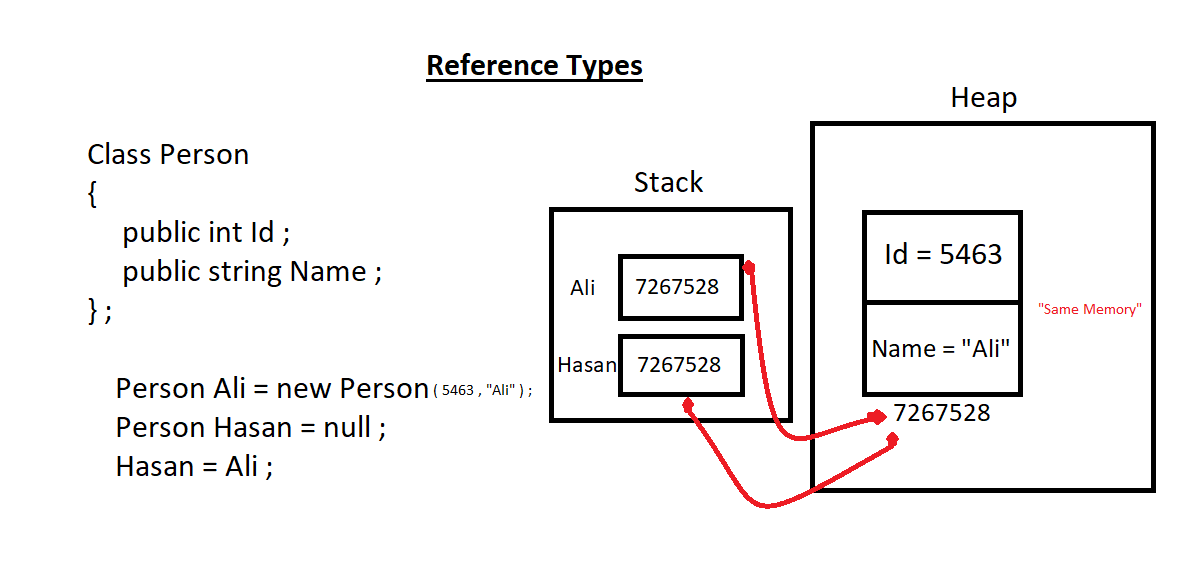 Reference Types
Class Person
{
public int Id ;
public string Name ;
} ;
Person Ali = new Person ( 5463 , "Ali" ) ;
Person Hasan = null ;
Hasan = Ali ;
Stack
Ali 7267528
Hasan 7267528
Heap
Id = 5463
Name = "Ali"
7267528
"Same Memory"